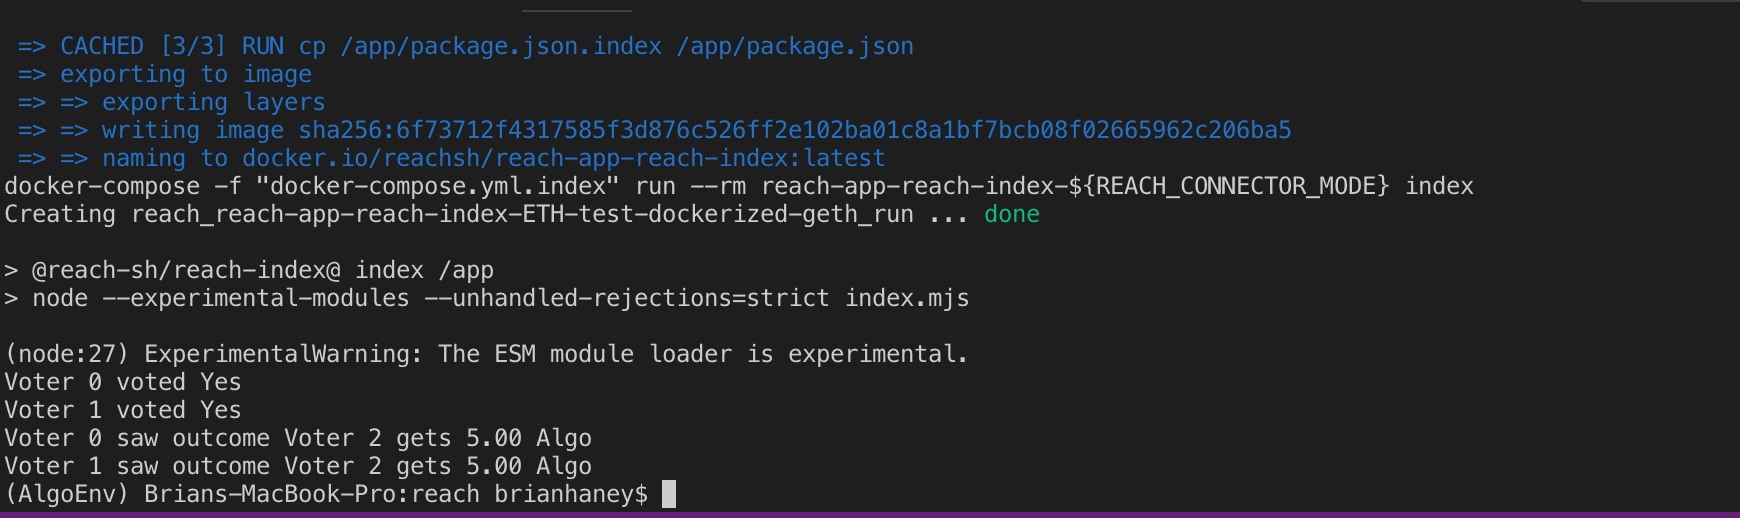 => CACHED [3/3] RUN cp /app/package.json.index /app/package.json
=> exporting to image
=> => exporting layers
=> => writing image sha256:6f73712f4317585f3d876c526ff2e102ba01c8a1bf7bcb08f02665962c206ba5
=> => naming to docker.io/reachsh/reach-app-reach-index:latest
docker-compose -f "docker-compose.yml.index" run --rm reach-app-reach-index-${REACH_CONNECTOR_MODE} index
Creating reach_reach-app-reach-index-ETH-test-dockerized-geth_run ... done
> @reach-sh/reach-index@ index /app
> node --experimental-modules --unhandled-rejections=strict index.mjs
(node:27) ExperimentalWarning: The ESM module loader is experimental.
Voter 0 voted Yes
Voter 1 voted Yes
Voter 0 saw outcome Voter 2 gets 5.00 Algo
Voter 1 saw outcome Voter 2 gets 5.00 Algo
(AlgoEnv) Brians-MacBook-Pro:reach brianhaney$